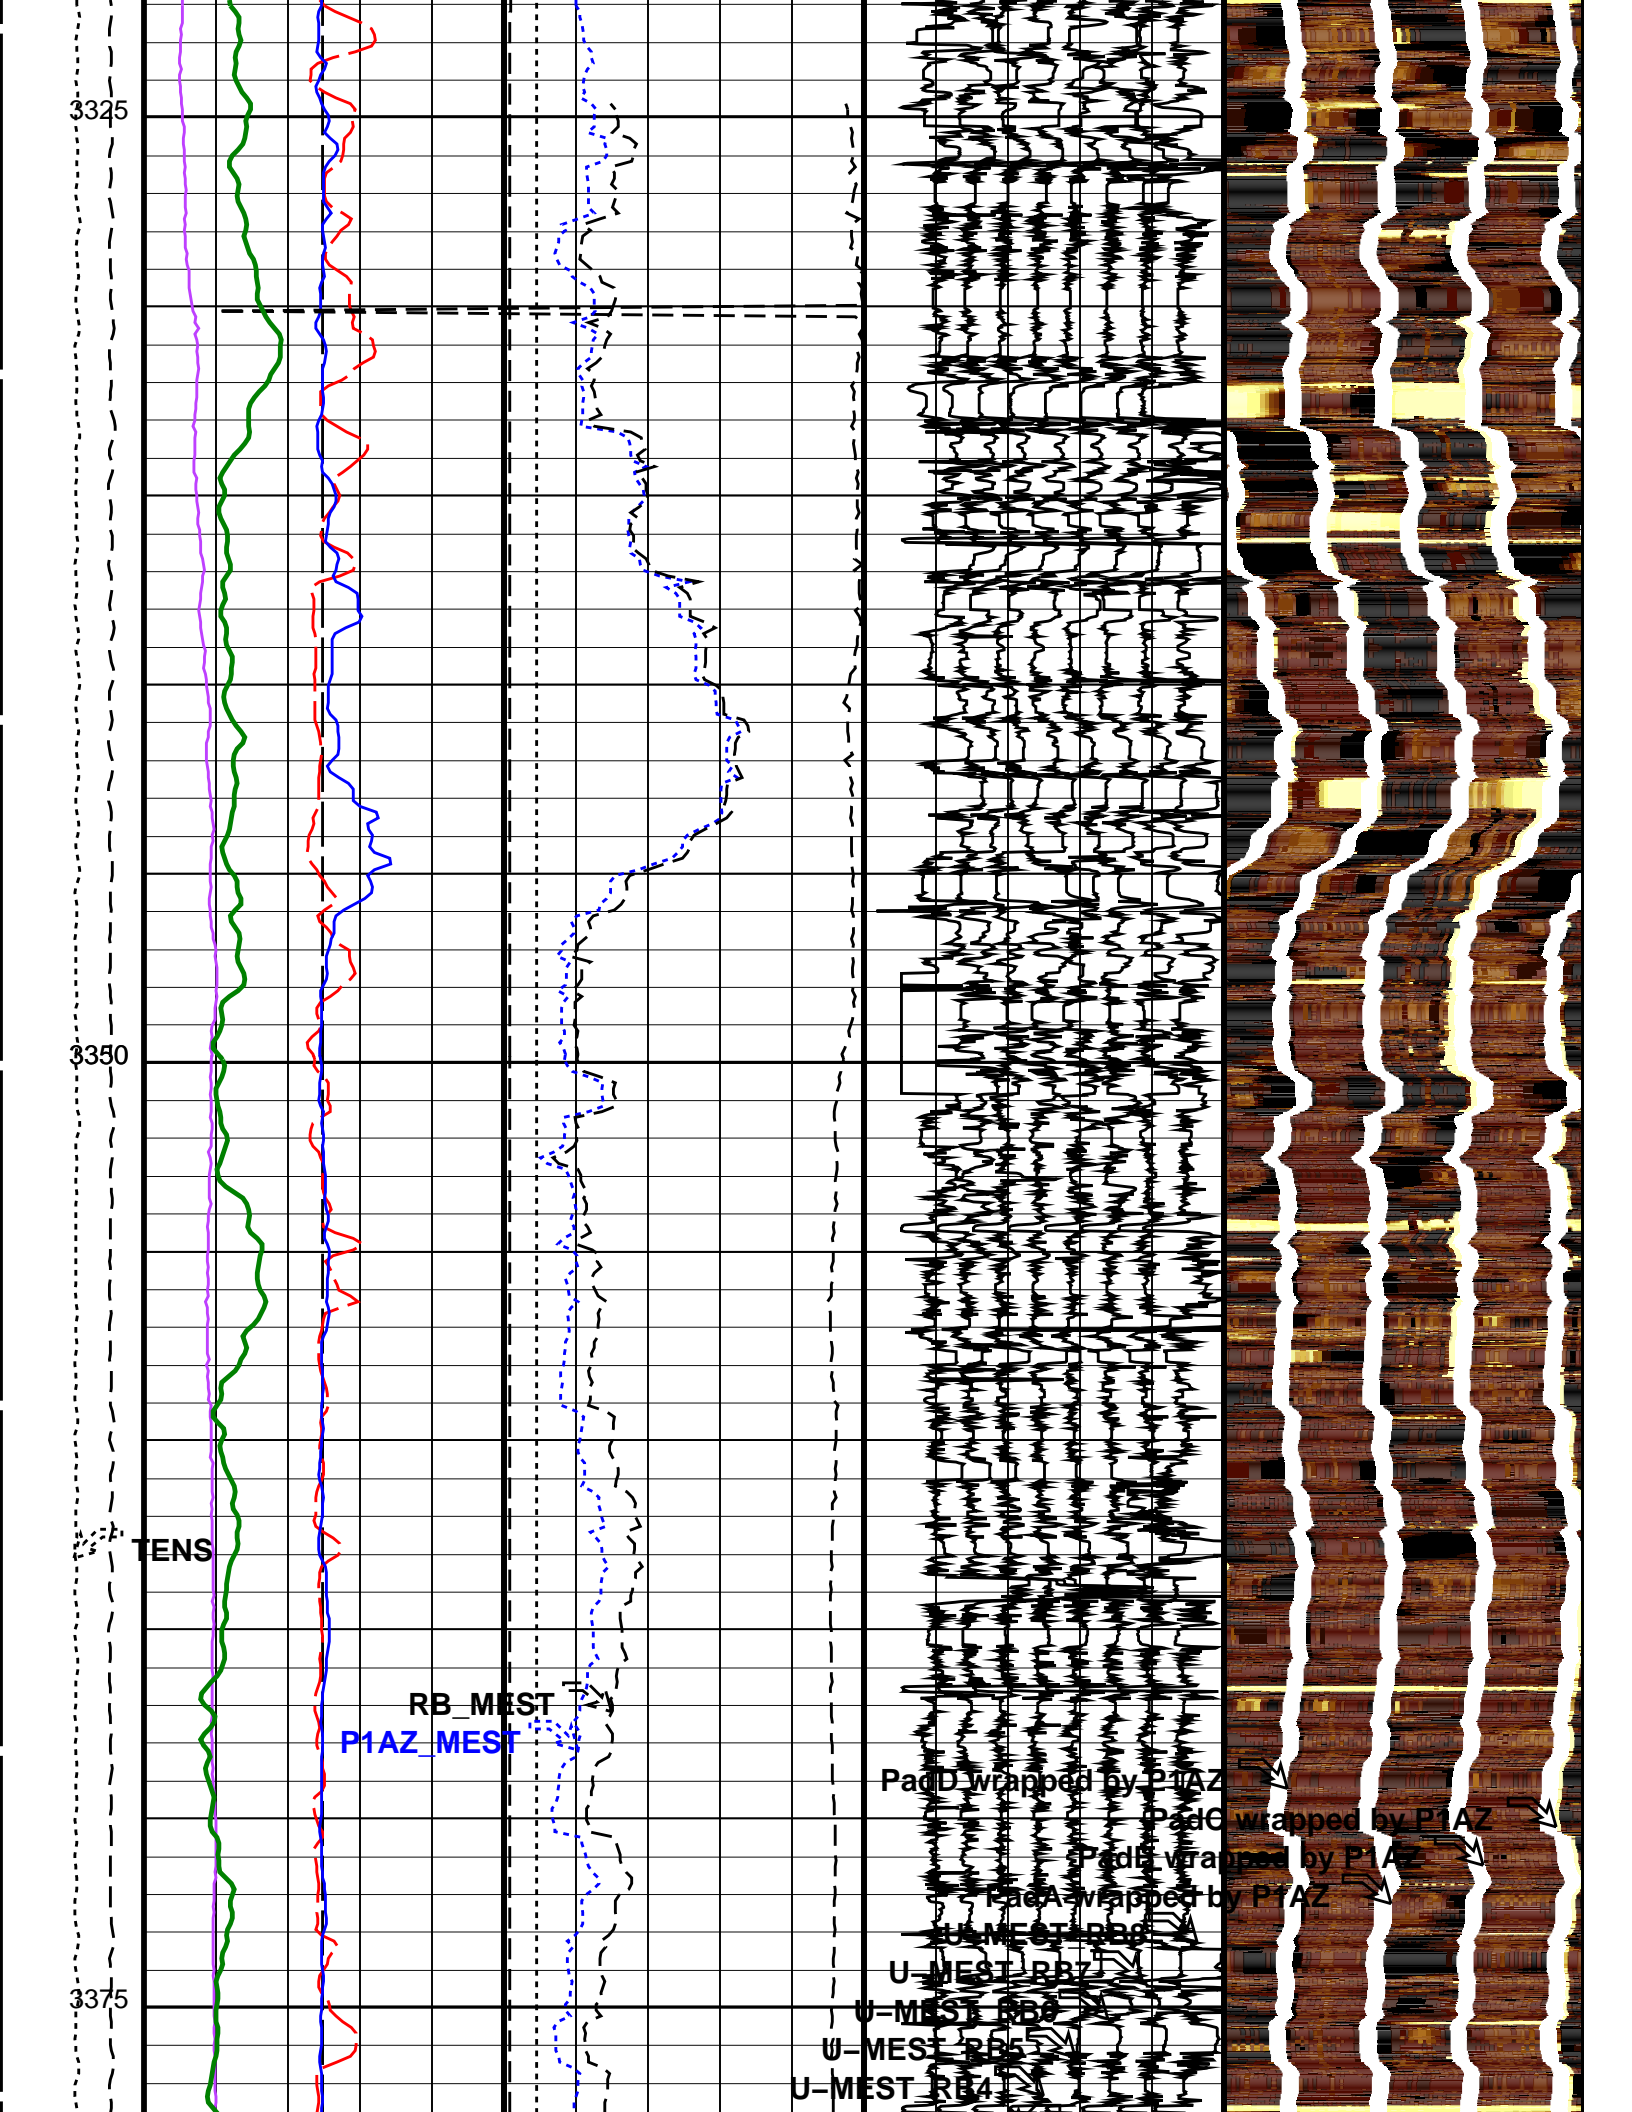 3325
3350
TENS
RB_MEST
P1AZ_MEST
PadD wrapped by P1AZ
PadC wrapped by P1AZ
PadB wrapped by P1AZ
PadA wrapped by P1AZ
U-MEST_RB8
U-MEST_RB7
3375
U-MEST_RB6
U-MEST_RB5
U-MEST_RB4